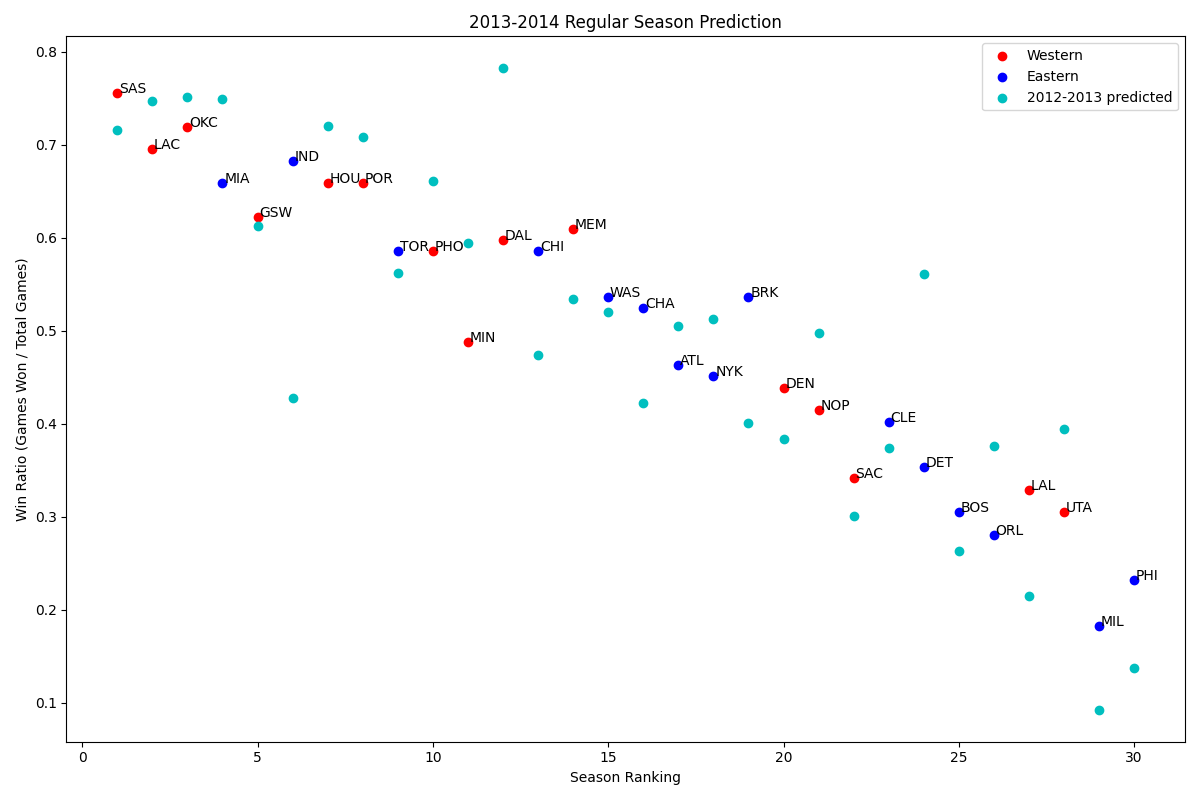 2013-2014 Regular Season Prediction
Western
Eastern
2012-2013 predicted
Win Ratio (Games Won / Total Games)
0.8
0.7
0.6
0.5
0.4
0.3
0.2
0.1
SAS
OKC
LAC
IND
MIA
HOU
POR
GSW
MEM
DAL
TOR
PHO
CHI
WAS
BRK
CHA
MIN
ATL
NYK
DEN
NOP
CLE
SAC
DET
LAL
BOS
UTA
ORL
PHI
MIL
0
5
10
15
20
25
30
Season Ranking